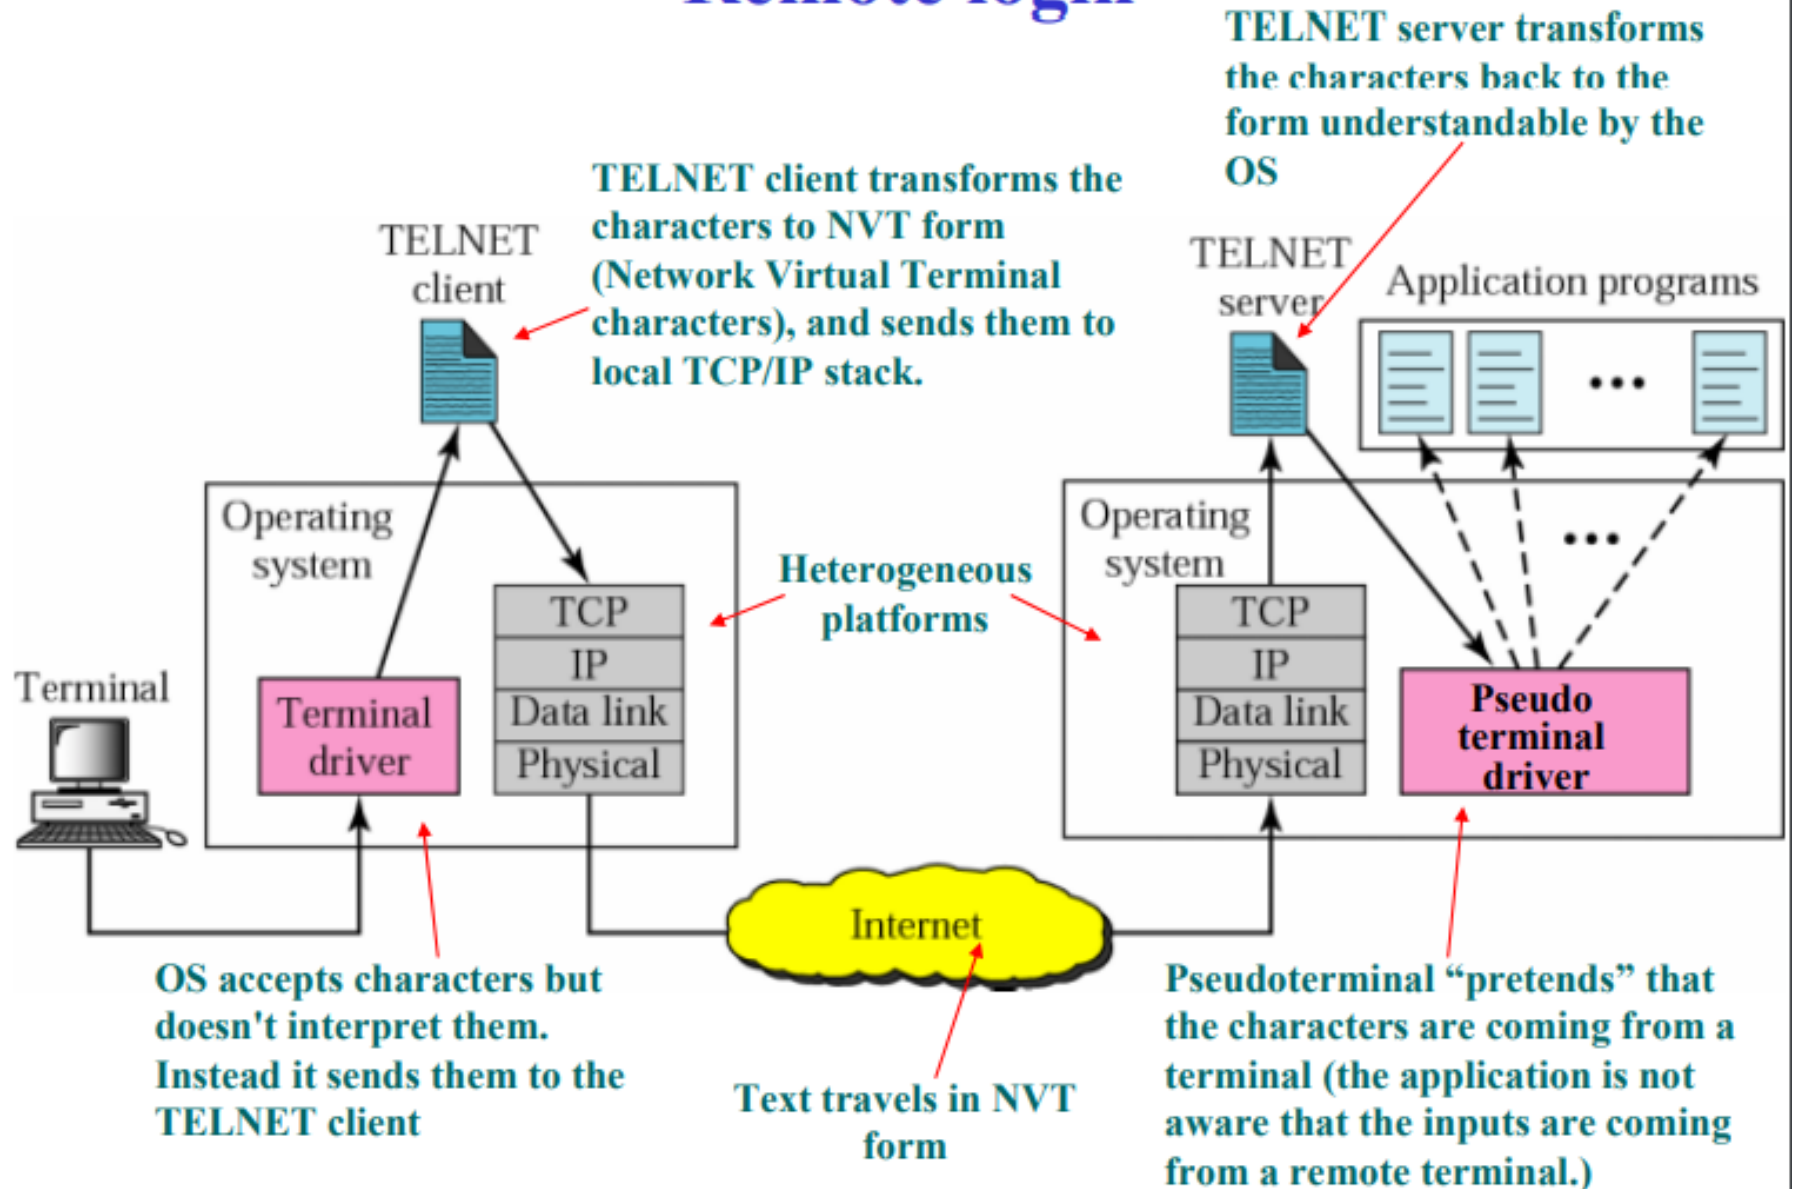 Remote login
TELNET server transforms
the characters back to the
form understandable by the
OS
TELNET client transforms the
characters to NVT form
(Network Virtual Terminal
characters), and sends them to
local TCP/IP stack.
TELNET
client
TELNET
server
Application programs
Operating
system
Operating
system
Heterogeneous
platforms
TCP
IP
Data link
Physical
TCP
IP
Data link
Physical
Terminal
Terminal
driver
Pseudo
terminal
driver
Internet
OS accepts characters but
doesn't interpret them.
Instead it sends them to the
TELNET client
Text travels in NVT
form
Pseudoterminal “pretends” that
the characters are coming from a
terminal (the application is not
aware that the inputs are coming
from a remote terminal.)